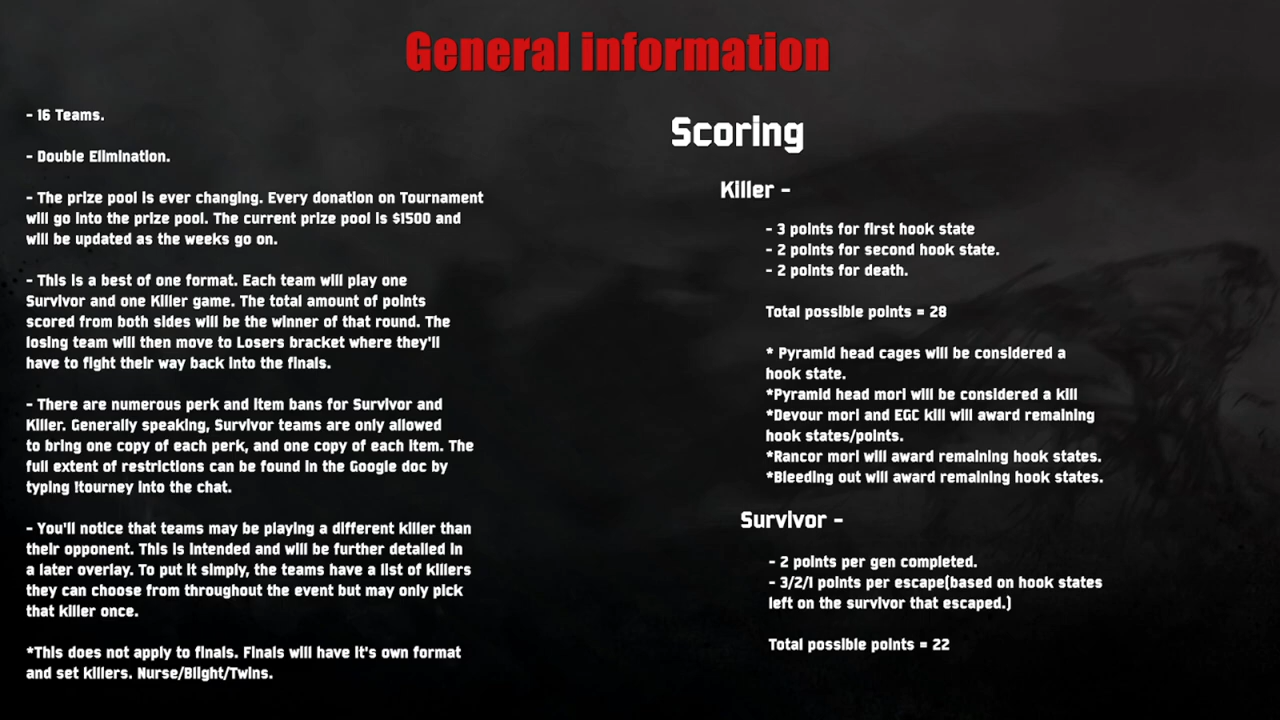 General information
- 16 Teams.
- Double Elimination.
- The prize pool is ever changing. Every donation on Tournament
will go into the prize pool. The current prize pool is $1500 and
will be updated as the weeks go on.
- This is a best of one format. Each team will play one
Survivor and one Killer game. The total amount of points
scored from both sides will be the winner of that round. The
losing team will then move to Losers bracket where they'll
have to fight their way back into the finals.
- There are numerous perk and item bans for Survivor and
Killer. Generally speaking, Survivor teams are only allowed
to bring one copy of each perk, and one copy of each item. The
full extent of restrictions can be found in the Google doc by
typing !tourney into the chat.
- You'll notice that teams may be playing a different killer than
their opponent. This is intended and will be further detailed in
a later overlay. To put it simply, the teams have a list of killers
they can choose from throughout the event but may only pick
that killer once.
*This does not apply to finals. Finals will have it's own format
and set killers. Nurse/Blight/Twins.
Scoring
Killer -
- 3 points for first hook state
- 2 points for second hook state.
- 2 points for death.
Total possible points = 28
* Pyramid head cages will be considered a
hook state.
*Pyramid head mori will be considered a kill
*Devour mori and EGC kill will award remaining
hook states/points.
*Rancor mori will award remaining hook states.
*Bleeding out will award remaining hook states.
Survivor -
- 2 points per gen completed.
- 3/2/1 points per escape(based on hook states
left on the survivor that escaped.)
Total possible points = 22